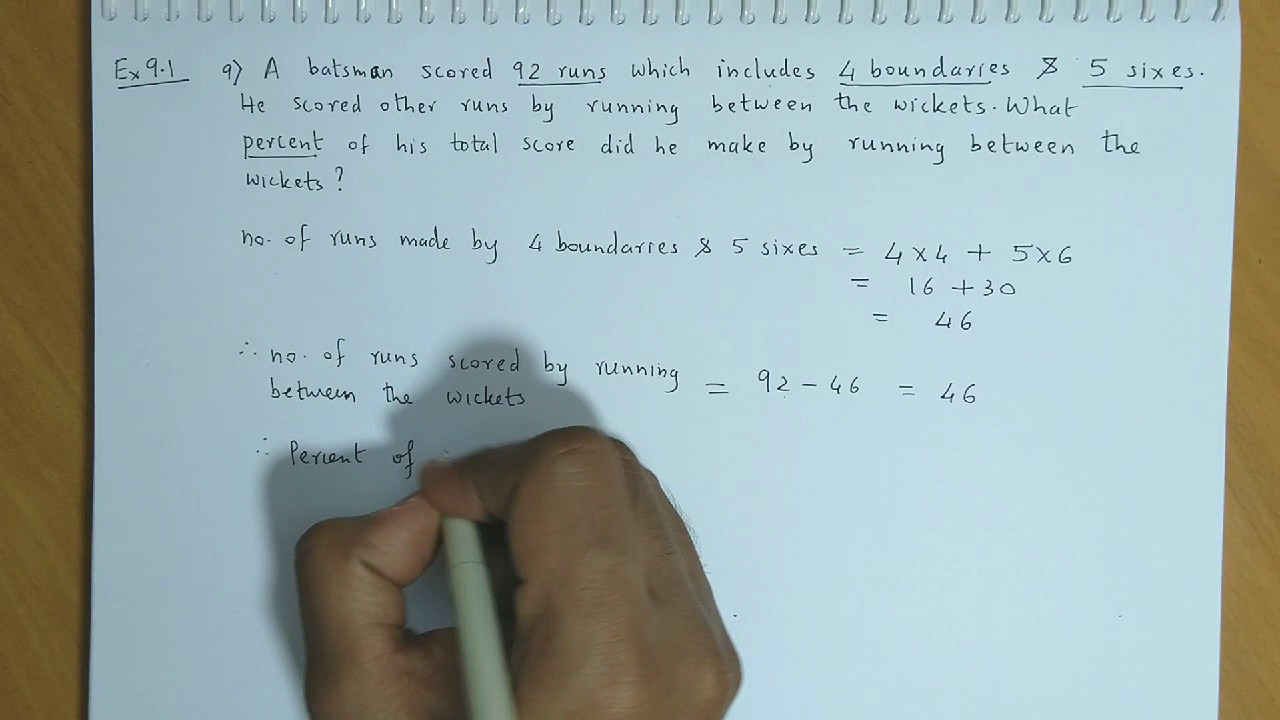 Ex 9.1 9) A batsman scored 92 runs which includes 4 boundaries & 5 sixes.
He scored other runs by running between the wickets. What
percent of his total score did he make by running between the
wickets?
no. of runs made by 4 boundarres & 5 sixes = 4 x 4 + 5 x 6
= 16 + 30
= 46
∴ no. of runs scored by running
between the wickets = 92 - 46 = 46
∴ Percent of